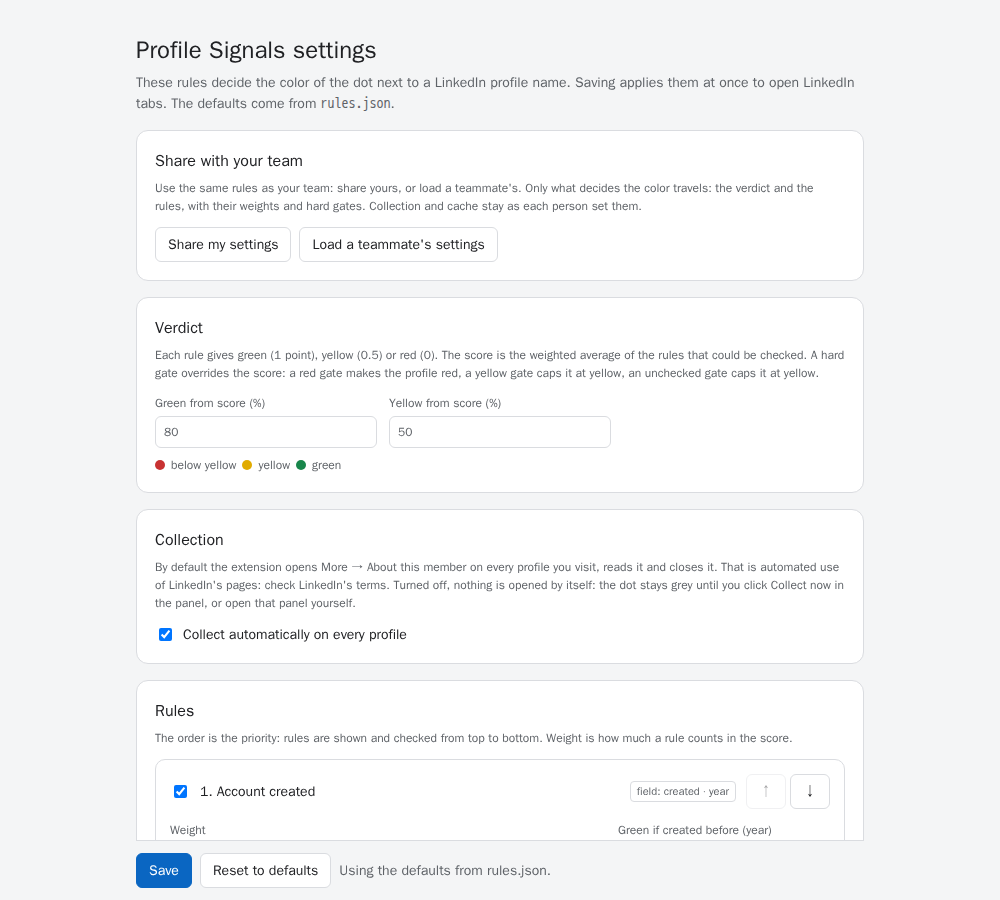 Profile Signals settings
These rules decide the color of the dot next to a LinkedIn profile name. Saving applies them at once to open LinkedIn
tabs. The defaults come from rules.json.
Share with your team
Use the same rules as your team: share yours, or load a teammate's. Only what decides the color travels: the verdict and the
rules, with their weights and hard gates. Collection and cache stay as each person set them.
Share my settings
Load a teammate's settings
Verdict
Each rule gives green (1 point), yellow (0.5) or red (0). The score is the weighted average of the rules that could be checked. A hard
gate overrides the score: a red gate makes the profile red, a yellow gate caps it at yellow, an unchecked gate caps it at yellow.
Green from score (%)
Yellow from score (%)
80
50
below yellow
yellow
green
Collection
By default the extension opens More → About this member on every profile you visit, reads it and closes it. That is automated use
of LinkedIn's pages: check LinkedIn's terms. Turned off, nothing is opened by itself: the dot stays grey until you click Collect now in
the panel, or open that panel yourself.
Collect automatically on every profile
Rules
The order is the priority: rules are shown and checked from top to bottom. Weight is how much a rule counts in the score.
1. Account created
field: created · year
↑
↓
Weight
Green if created before (year)
Save
Reset to defaults
Using the defaults from rules.json.